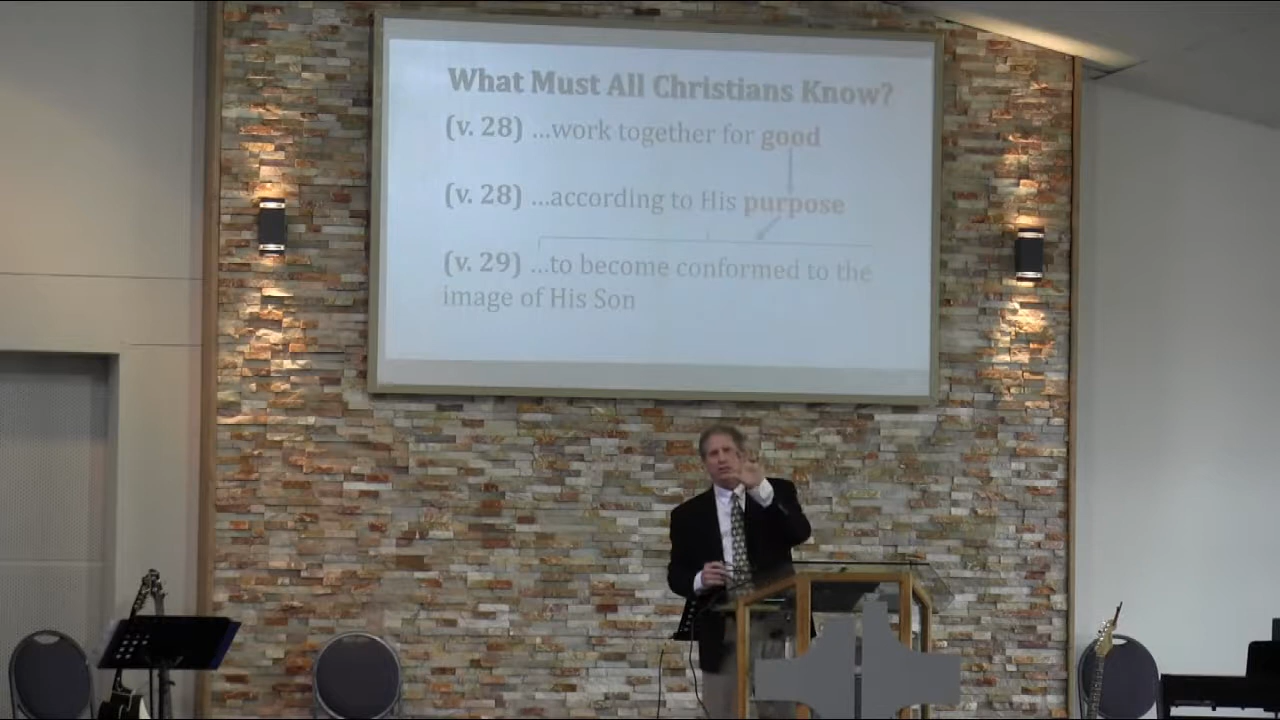 What Must All Christians Know?
(v. 28) ...work together for good
(v. 28) ...according to His purpose
(v. 29) ...to become conformed to the
image of His Son